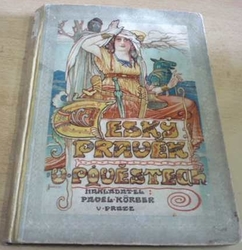 ČESKÝ
PRAVĚK
V POVĚSTECH
NAKLADATEL:
PAVEL KÖRBER
V PRAZE